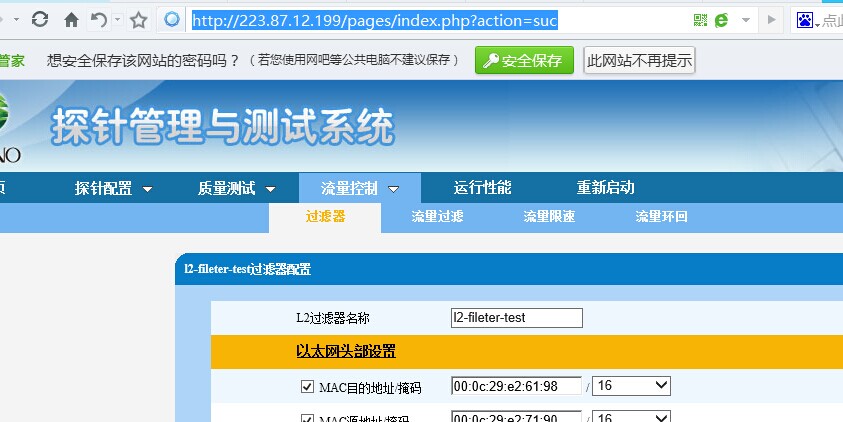 http://223.87.12.199/pages/index.php?action=suc
点此
管家 想安全保存该网站的密码吗？（若您使用网吧等公共电脑不建议保存） 安全保存 此网站不再提示
探针管理与测试系统
NO
页 探针配置 质量测试 流量控制 运行性能 重新启动
过滤器 流量过滤 流量限速 流量环回
l2-fileter-test过滤器配置
L2过滤器名称 l2-fileter-test
以太网头部设置
MAC目的地址/掩码 00:0c:29:e2:61:98 / 16
MAC源地址/掩码 00:0c:29:e2:71:90 / 16